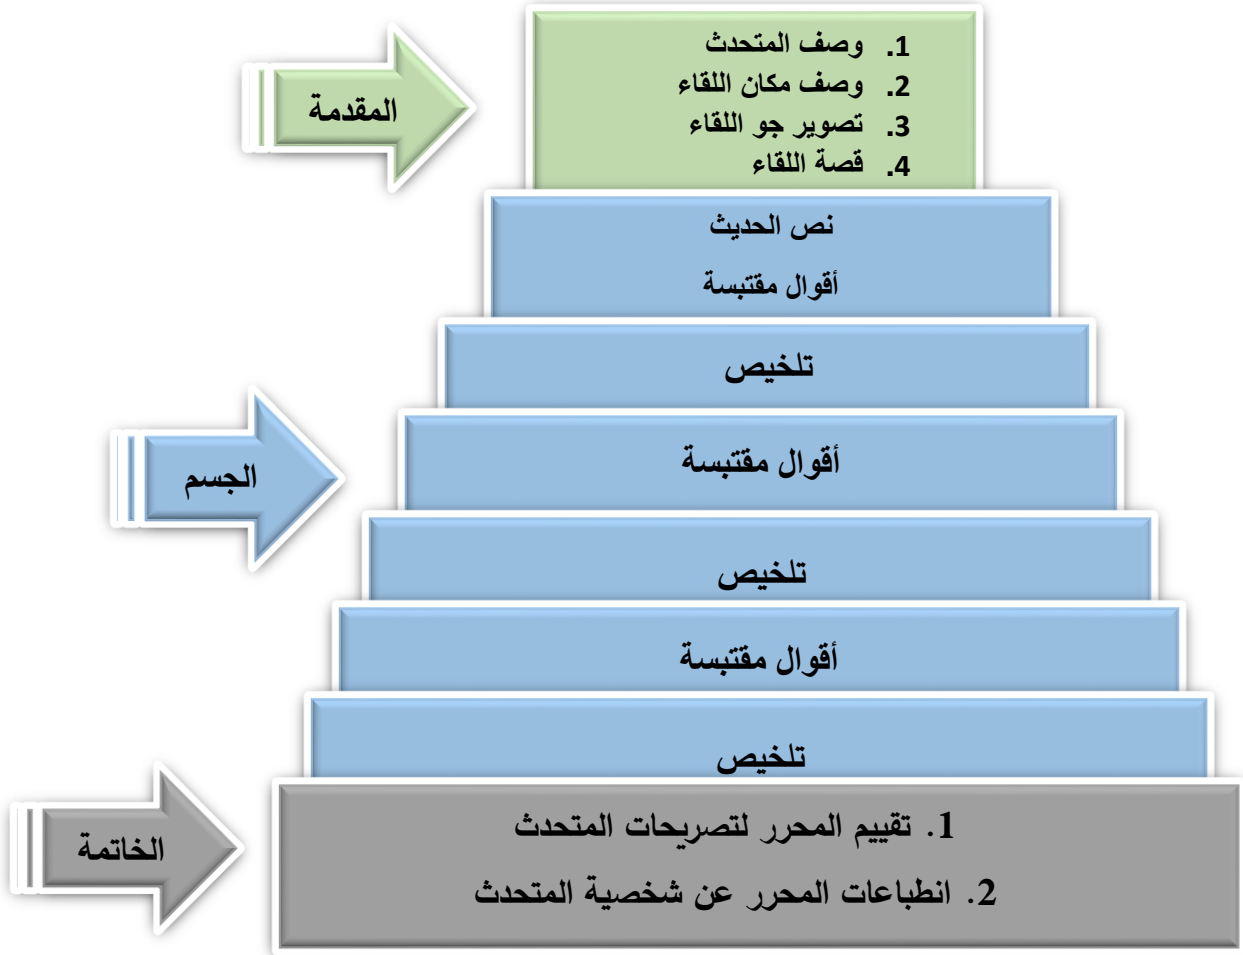 المقدمة
1. وصف المتحدث
2. وصف مكان اللقاء
3. تصوير جو اللقاء
4. قصة اللقاء
نص الحديث
أقوال مقتبسة
تلخيص
الجسم
أقوال مقتبسة
تلخيص
أقوال مقتبسة
تلخيص
الخاتمة
1. تقييم المحرر لتصريحات المتحدث
2. انطباعات المحرر عن شخصية المتحدث